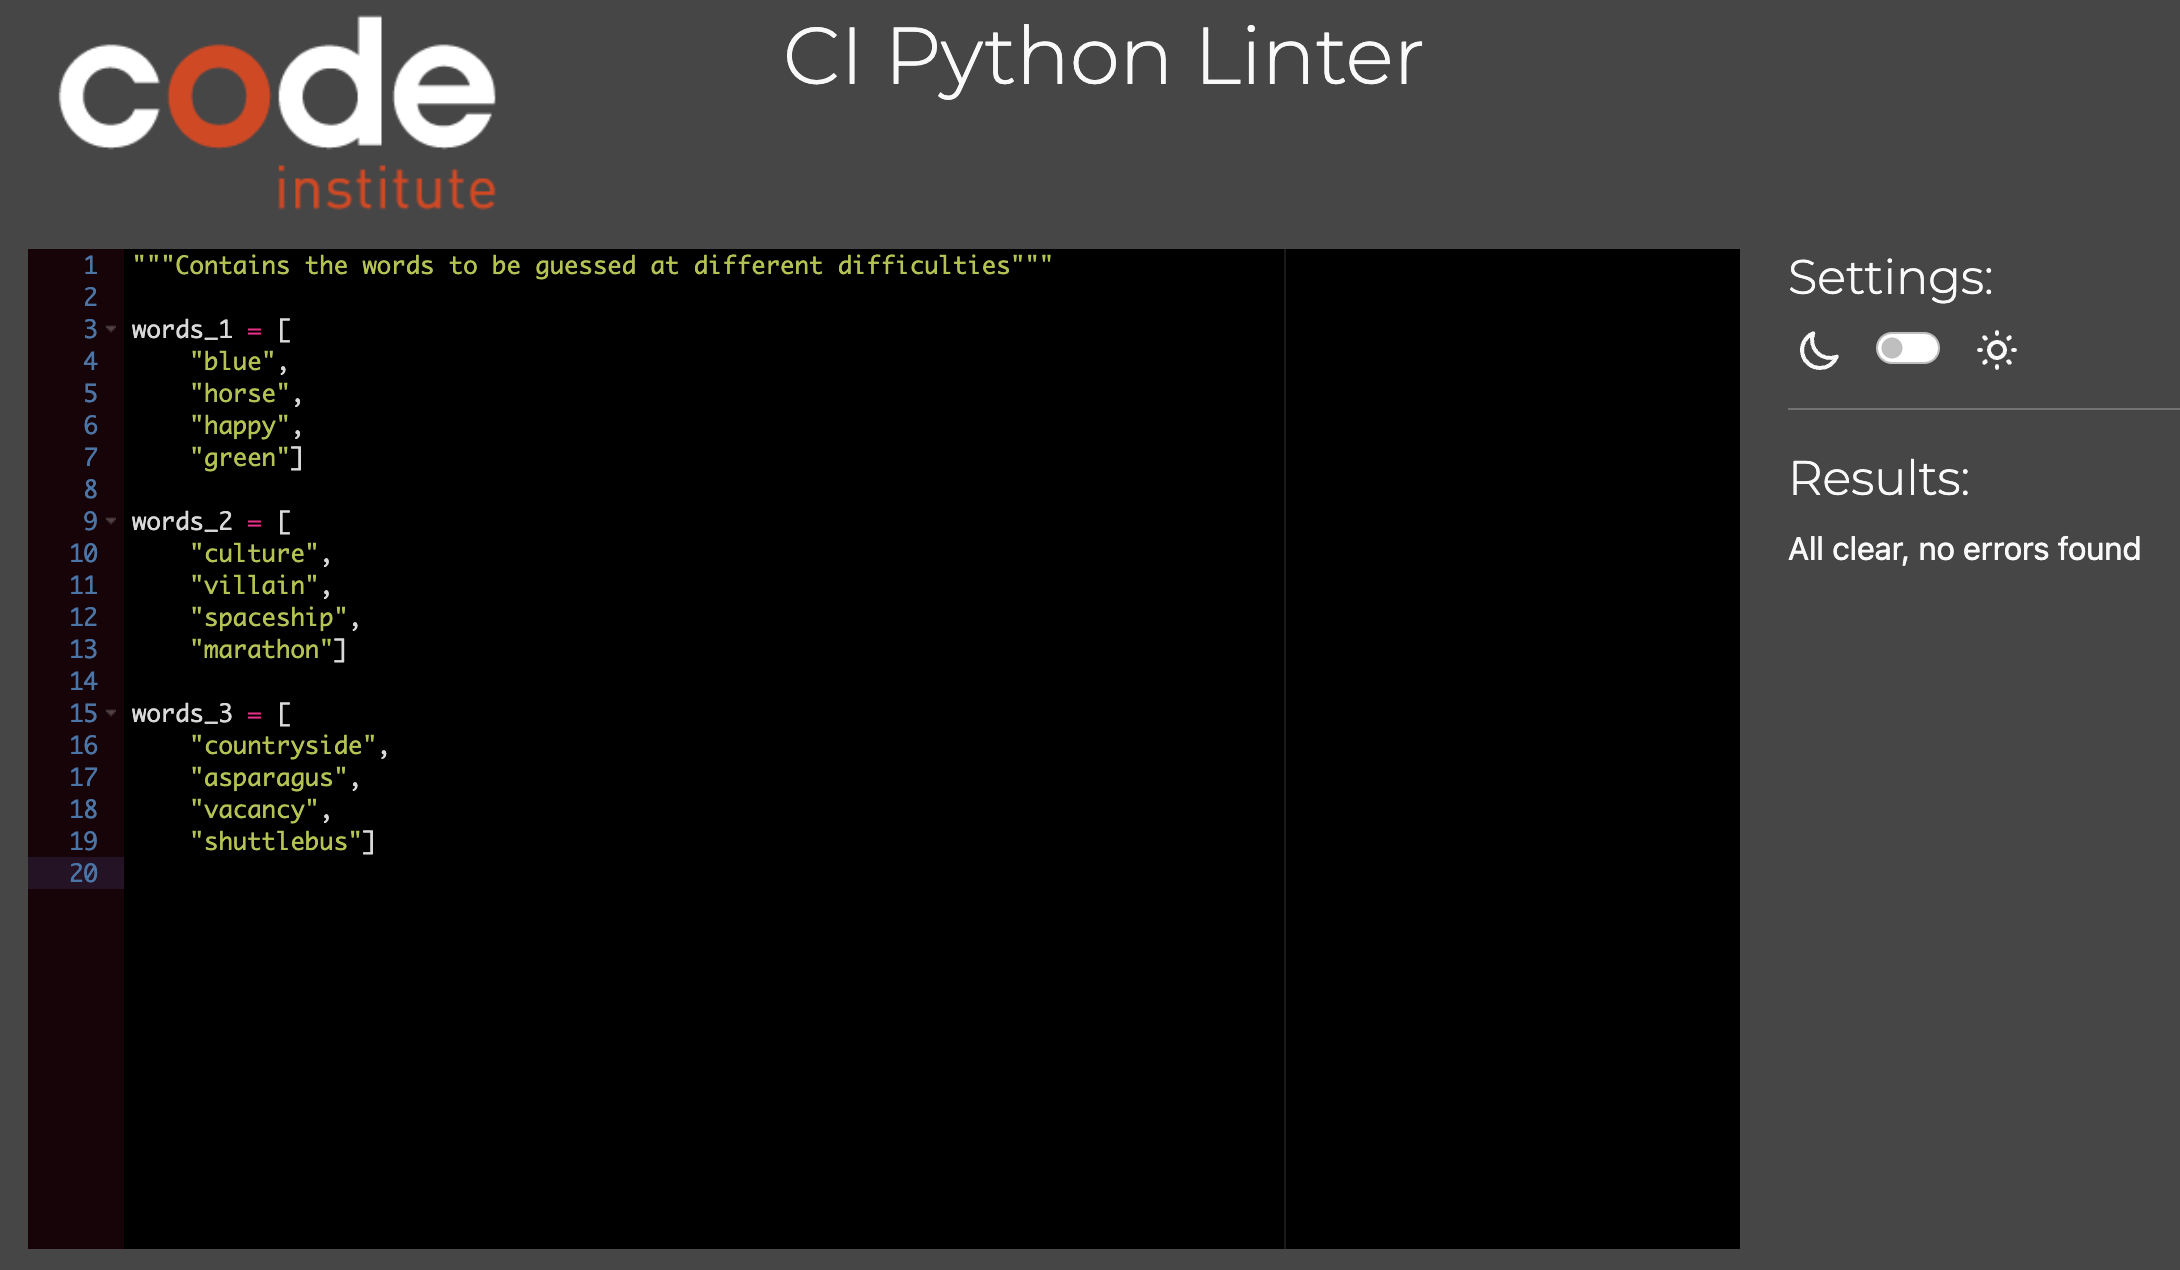 code
institute
CI Python Linter
1 """Contains the words to be guessed at different difficulties"""
2
3 words_1 = [
4     "blue",
5     "horse",
6     "happy",
7     "green"]
8
9 words_2 = [
10     "culture",
11     "villain",
12     "spaceship",
13     "marathon"]
14
15 words_3 = [
16     "countryside",
17     "asparagus",
18     "vacancy",
19     "shuttlebus"]
20
Settings:
Results:
All clear, no errors found